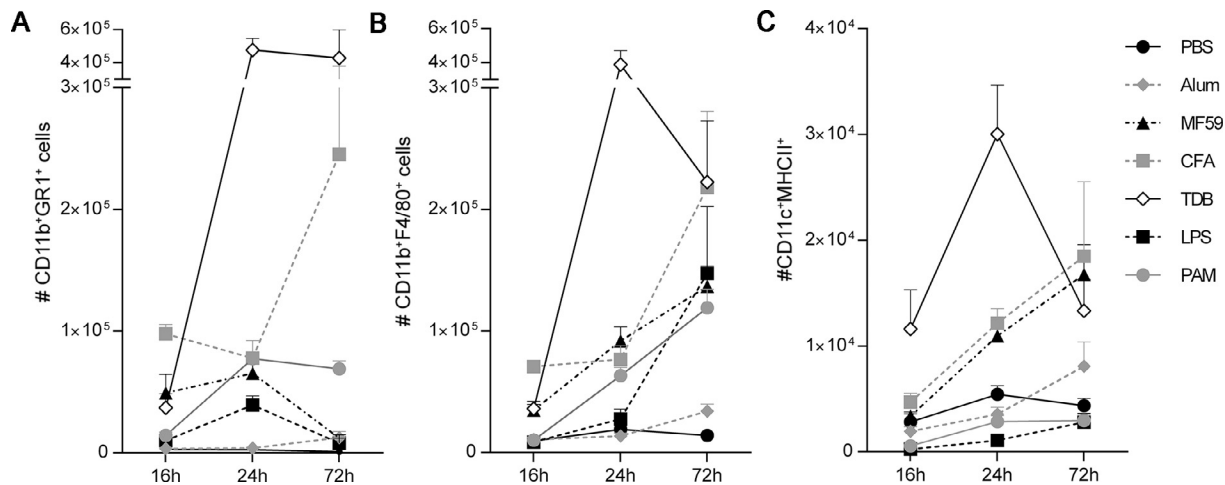 A
# CD11b⁺GR1⁺ cells
6×10⁵
4×10⁵
3×10⁵
2×10⁵
1×10⁵
0
16h 24h 72h
B
# CD11b⁺F4/80⁺ cells
6×10⁵
4×10⁵
3×10⁵
2×10⁵
1×10⁵
0
16h 24h 72h
C
#CD11c⁺MHCII⁺
4×10⁴
3×10⁴
2×10⁴
1×10⁴
0
16h 24h 72h
PBS
Alum
MF59
CFA
TDB
LPS
PAM